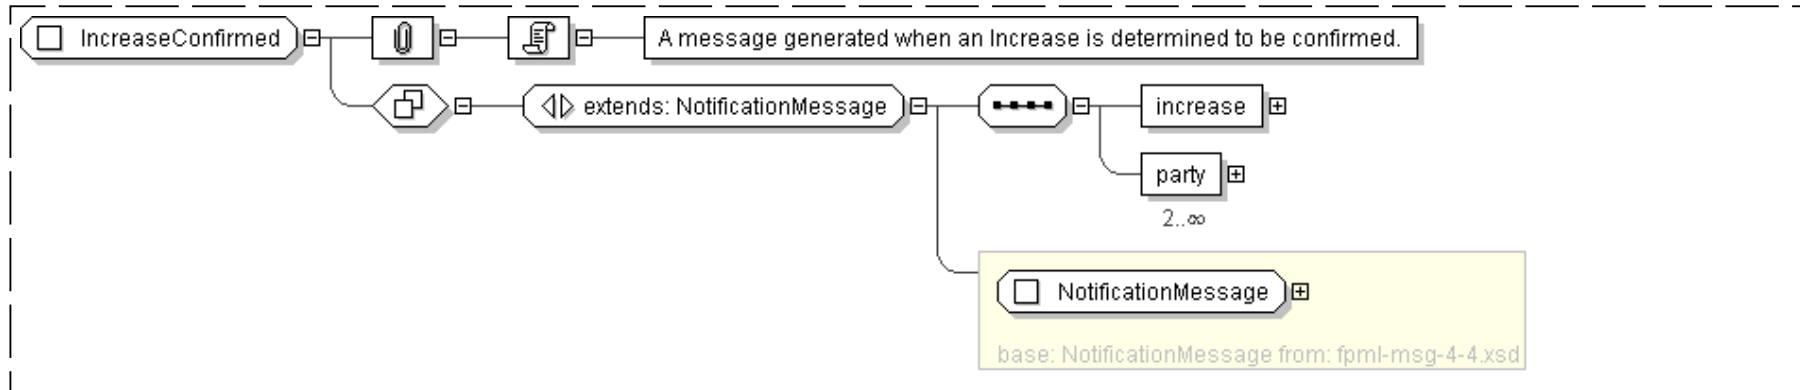 IncreaseConfirmed
A message generated when an Increase is determined to be confirmed.
extends: NotificationMessage
increase
party
2..∞
NotificationMessage
base: NotificationMessage from: fpml-msg-4-4.xsd